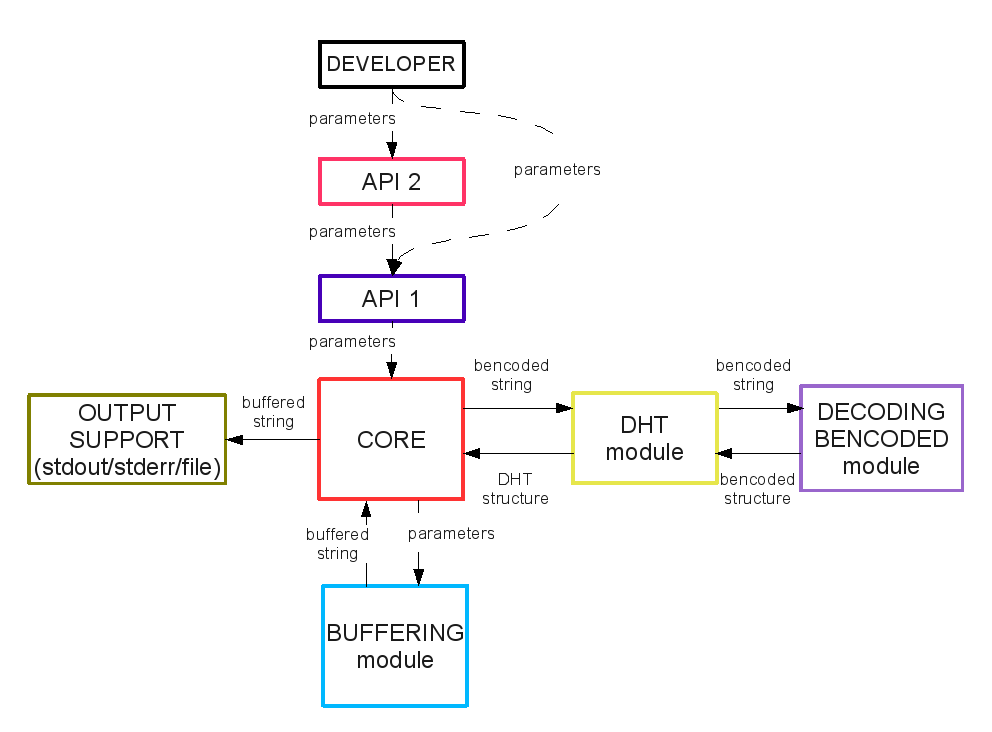 DEVELOPER
parameters
parameters
API 2
parameters
API 1
parameters
bencoded
string
bencoded
string
buffered
string
OUTPUT
SUPPORT
(stdout/stderr/file)
CORE
DHT
module
DECODING
BENCODED
module
DHT
structure
bencoded
structure
buffered
string
parameters
BUFFERING
module